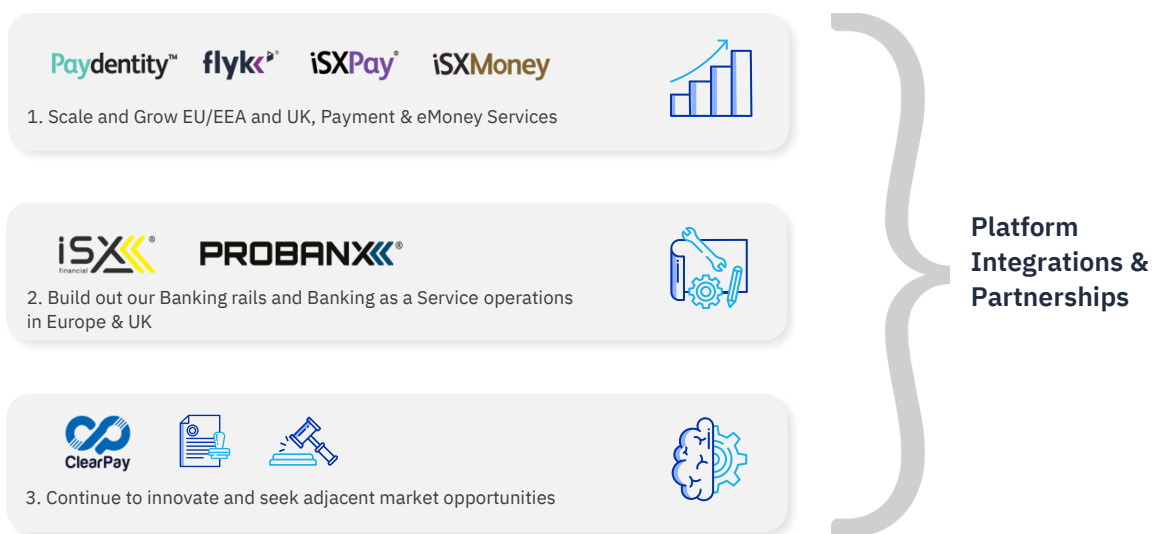 Paydentity™ flykk® iSXPay® iSXMoney
1. Scale and Grow EU/EEA and UK, Payment & eMoney Services
iSX® financial PROBANX®
2. Build out our Banking rails and Banking as a Service operations
in Europe & UK
ClearPay
3. Continue to innovate and seek adjacent market opportunities
Platform
Integrations &
Partnerships